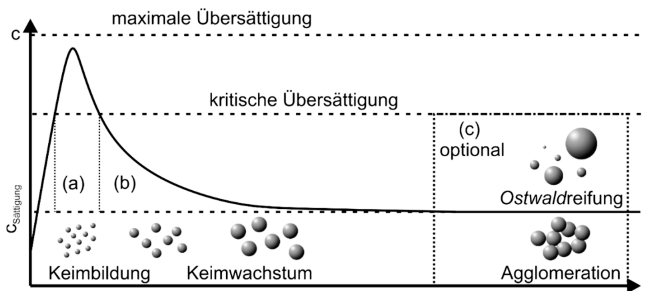 maximale Übersättigung
c
kritische Übersättigung
(c)
optional
(a)
(b)
Ostwaldreifung
cSättigung
Keimbildung
Keimwachstum
Agglomeration